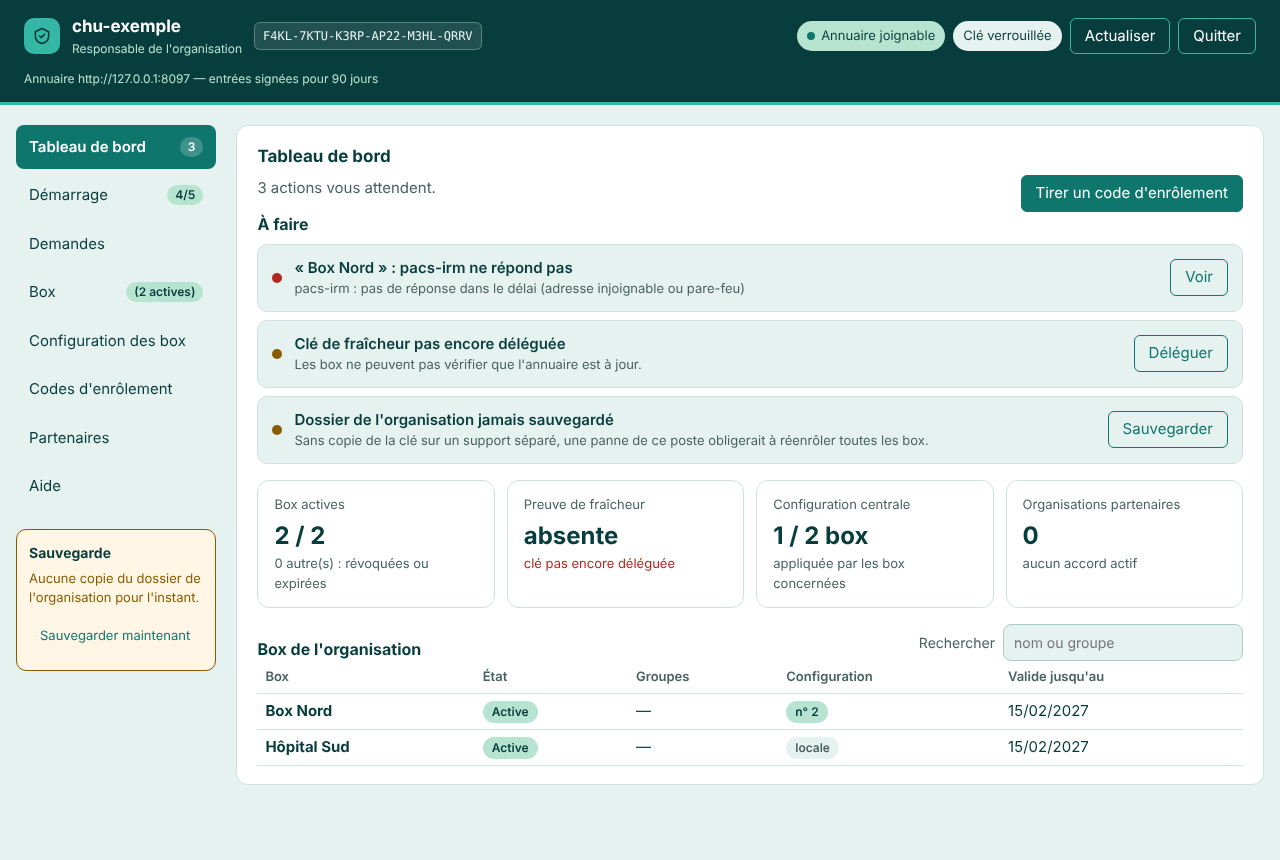 chu-exemple
Responsable de l'organisation
F4KL-7KTU-K3RP-AP22-M3HL-QRRV
Annuaire joignable
Clé verrouillée
Actualiser
Quitter
Annuaire http://127.0.0.1:8097 — entrées signées pour 90 jours
Tableau de bord 3
Démarrage 4/5
Demandes
Box (2 actives)
Configuration des box
Codes d'enrôlement
Partenaires
Aide
Sauvegarde
Aucune copie du dossier de
l'organisation pour l'instant.
Sauvegarder maintenant
Tableau de bord
3 actions vous attendent.
Tirer un code d'enrôlement
À faire
« Box Nord » : pacs-irm ne répond pas
pacs-irm : pas de réponse dans le délai (adresse injoignable ou pare-feu)
Voir
Clé de fraîcheur pas encore déléguée
Les box ne peuvent pas vérifier que l'annuaire est à jour.
Déléguer
Dossier de l'organisation jamais sauvegardé
Sans copie de la clé sur un support séparé, une panne de ce poste obligerait à réenrôler toutes les box.
Sauvegarder
Box actives
2 / 2
0 autre(s) : révoquées ou
expirées
Preuve de fraîcheur
absente
clé pas encore déléguée
Configuration centrale
1 / 2 box
appliquée par les box
concernées
Organisations partenaires
0
aucun accord actif
Box de l'organisation
Rechercher nom ou groupe
Box État Groupes Configuration Valide jusqu'au
Box Nord Active — n° 2 15/02/2027
Hôpital Sud Active — locale 15/02/2027